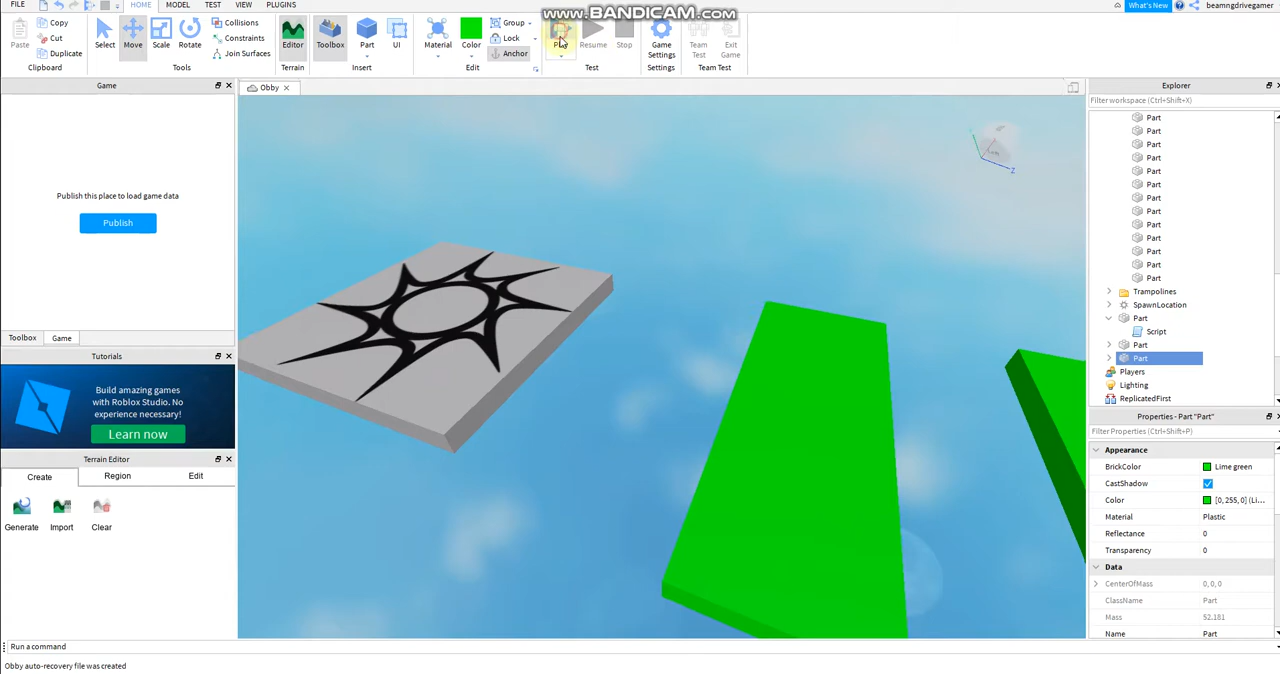 www.BANDICAM.com
FILE HOME MODEL TEST VIEW PLUGINS What's New beamngdrivegamer
Paste Copy Cut Duplicate Clipboard
Select Move Scale Rotate Collisions Constraints Join Surfaces Tools
Editor Terrain
Toolbox Part UI Insert
Material Color Group Lock Anchor Edit
Resume Stop Test
Game Settings Settings
Team Test Exit Game Team Test
Game
Publish this place to load game data
Publish
Toolbox Game
Tutorials
Build amazing games
with Roblox Studio. No
experience necessary!
Learn now
Terrain Editor
Create Region Edit
Generate Import Clear
Obby
Explorer
Filter workspace (Ctrl+Shift+X)
Part
Part
Part
Part
Part
Part
Part
Part
Part
Part
Part
Part
Part
Trampolines
SpawnLocation
Part
Script
Part
Part
Players
Lighting
ReplicatedFirst
Properties - Part "Part"
Filter Properties (Ctrl+Shift+P)
Appearance
BrickColor Lime green
CastShadow
Color [0, 255, 0] (Li...
Material Plastic
Reflectance 0
Transparency 0
Data
CenterOfMass 0, 0, 0
ClassName Part
Mass 52,181
Name Part
Run a command
Obby auto-recovery file was created